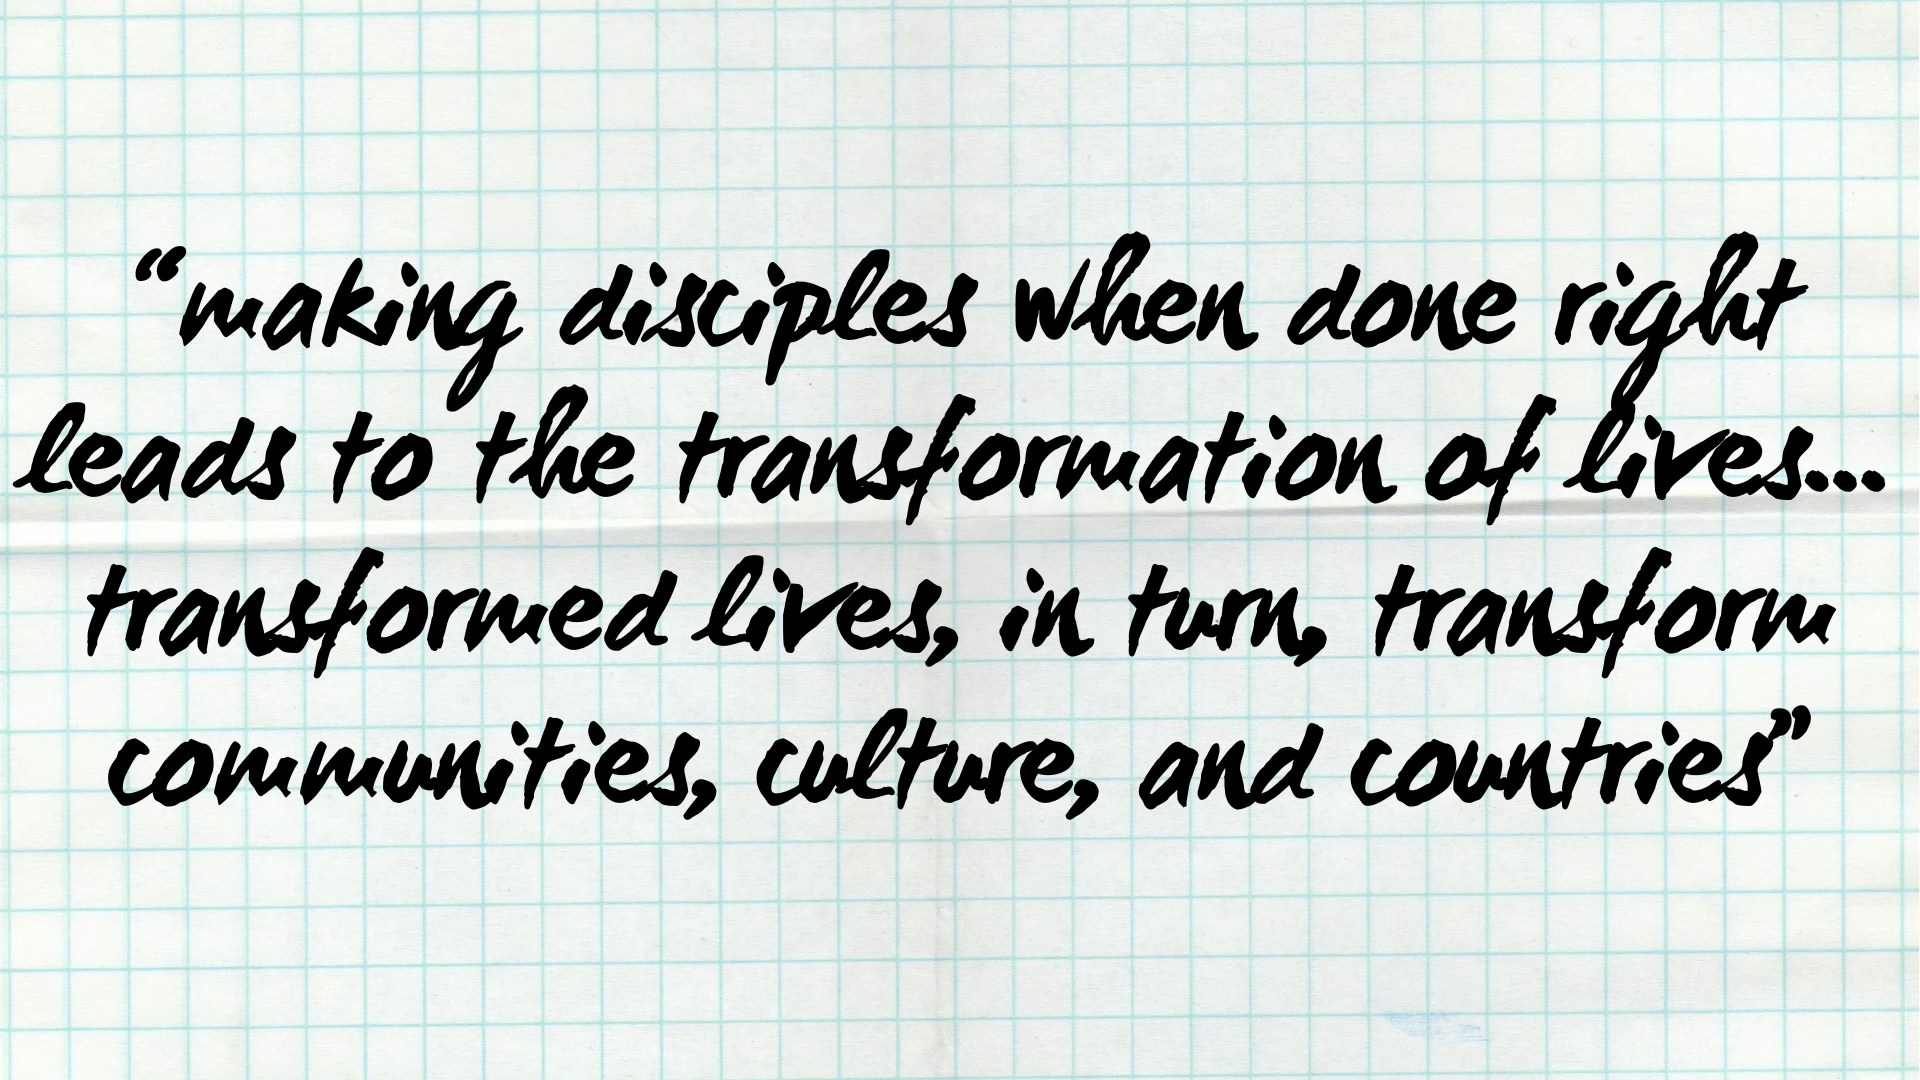 “making disciples when done right
leads to the transformation of lives...
transformed lives, in turn, transform
communities, culture, and countries”